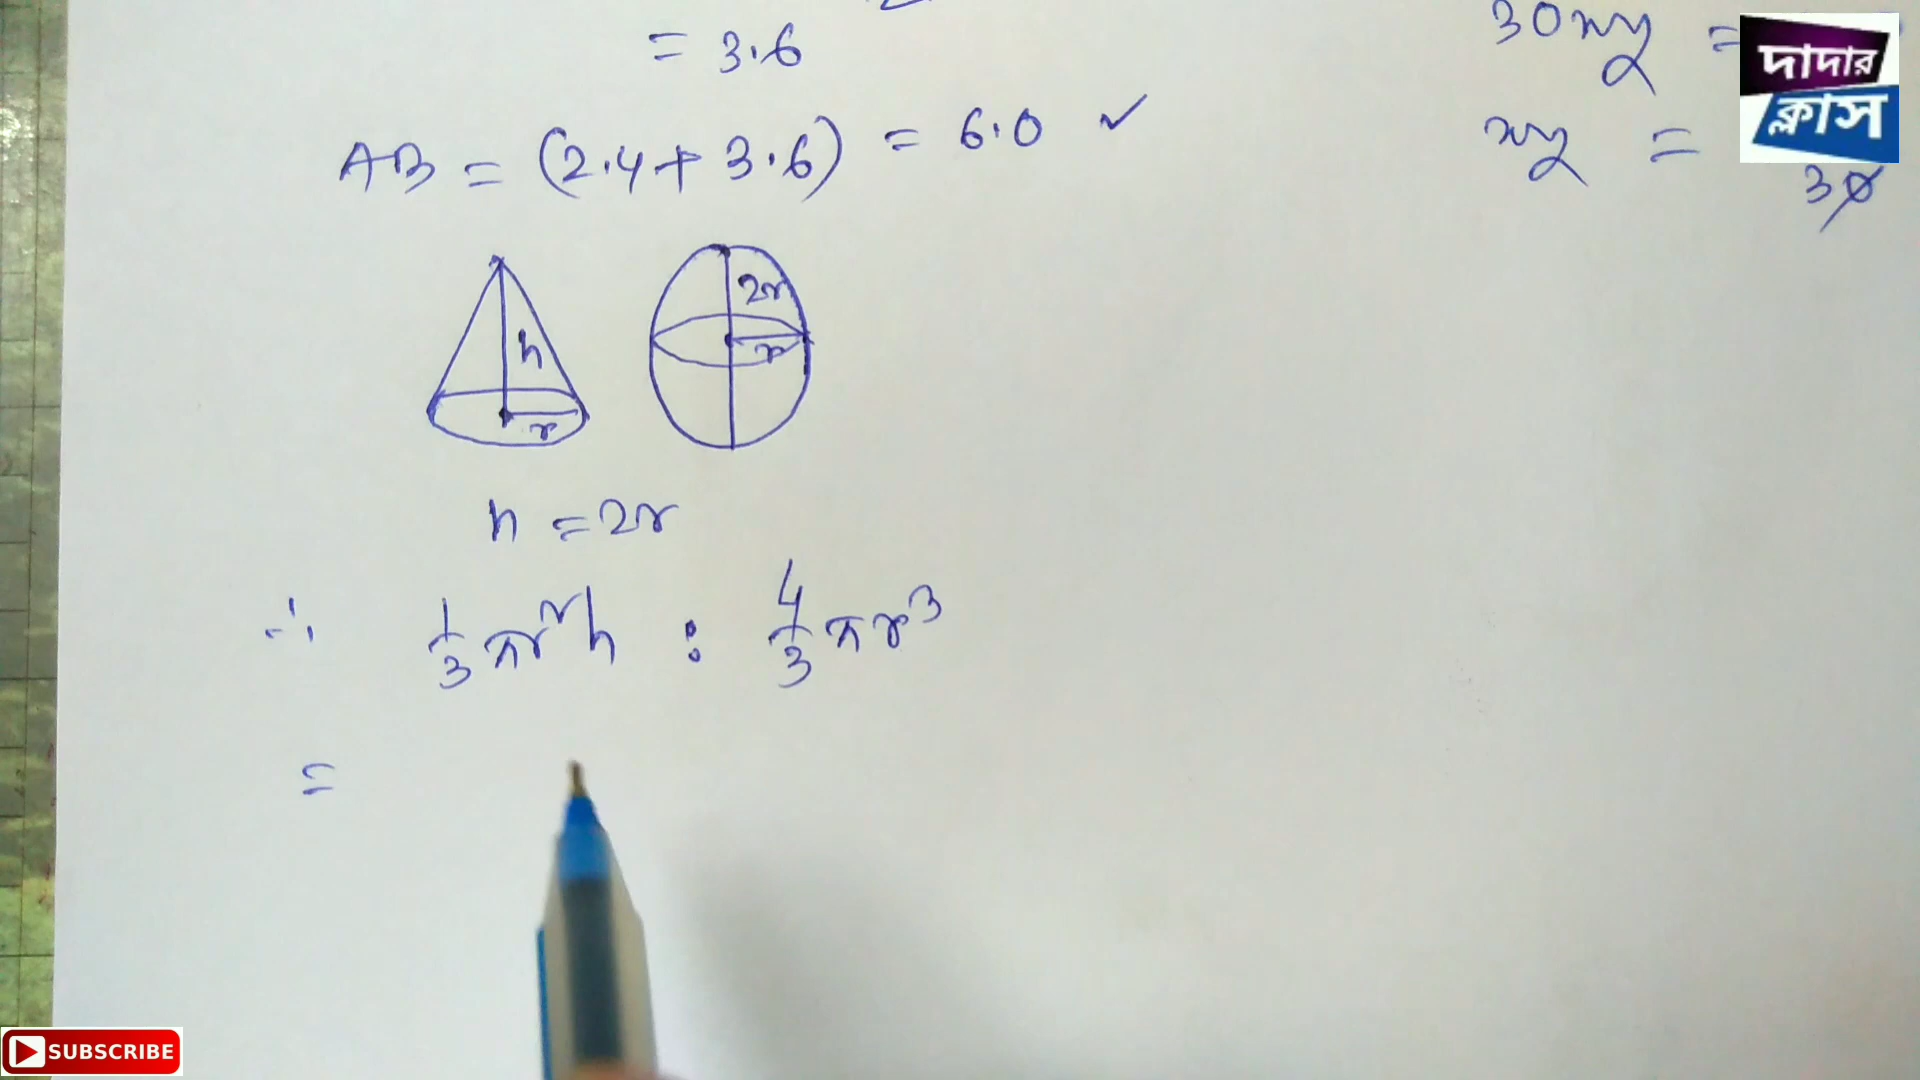 = 3.6
AB = (2.4 + 3.6) = 6.0 ✓
h
r
2r
r
h = 2r
∴ 1/3 πr²h : 4/3 πr³
=
30xy =
xy =
30
দাদার
ক্লাস
SUBSCRIBE